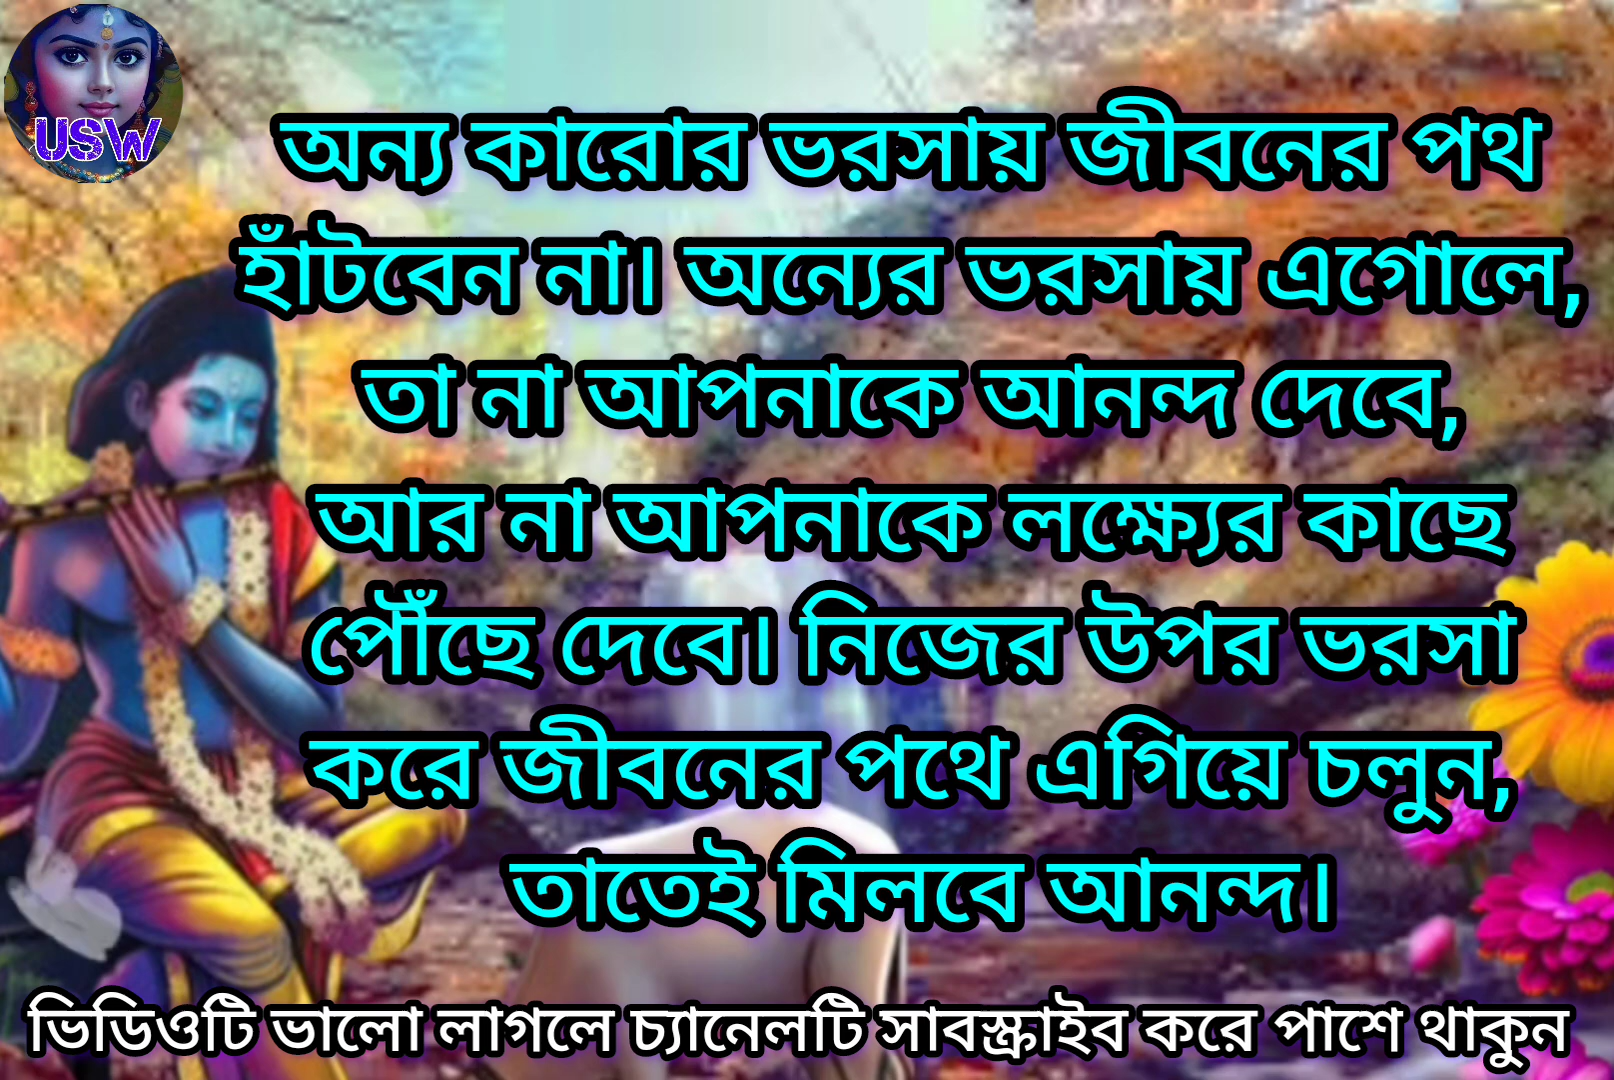 USW
অন্য কারোর ভরসায় জীবনের পথ
হাঁটবেন না। অন্যের ভরসায় এগোলে,
তা না আপনাকে আনন্দ দেবে,
আর না আপনাকে লক্ষ্যের কাছে
পৌঁছে দেবে। নিজের উপর ভরসা
করে জীবনের পথে এগিয়ে চলুন,
তাতেই মিলবে আনন্দ।
ভিডিওটি ভালো লাগলে চ্যানেলটি সাবস্ক্রাইব করে পাশে থাকুন